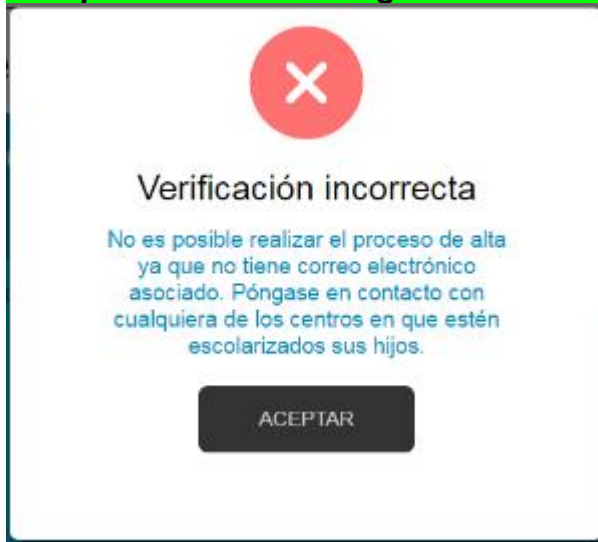 Verificación incorrecta
No es posible realizar el proceso de alta
ya que no tiene correo electrónico
asociado. Póngase en contacto con
cualquiera de los centros en que estén
escolarizados sus hijos.
ACEPTAR